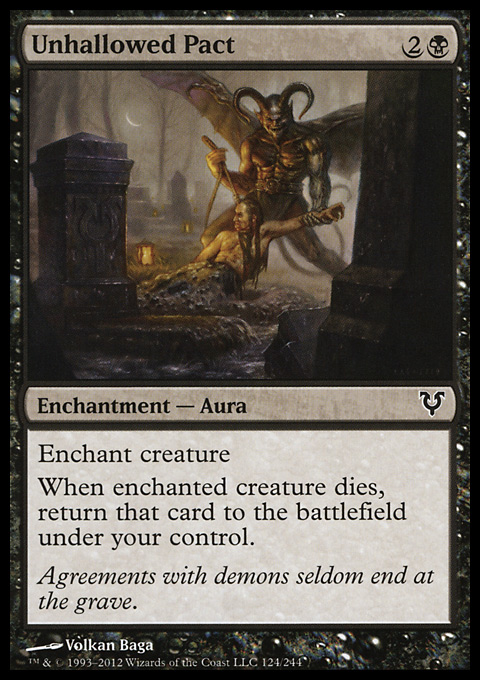 Unhallowed Pact 2
Enchantment — Aura
Enchant creature
When enchanted creature dies,
return that card to the battlefield
under your control.
Agreements with demons seldom end at
the grave.
Volkan Baga
™ & © 1993–2012 Wizards of the Coast LLC 124/244